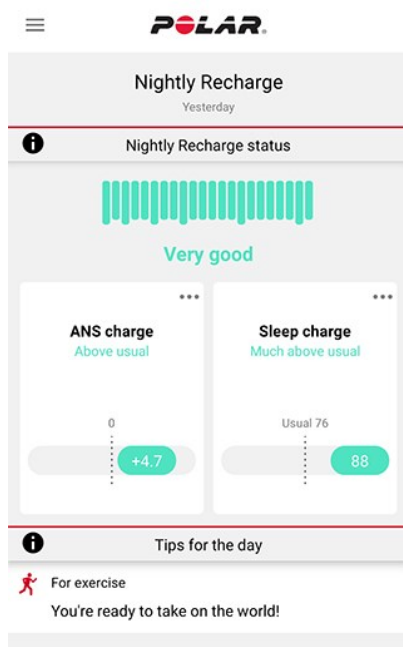 POLAR.
Nightly Recharge
Yesterday
Nightly Recharge status
Very good
ANS charge
Above usual
0
+4.7
Sleep charge
Much above usual
Usual 76
88
Tips for the day
For exercise
You're ready to take on the world!